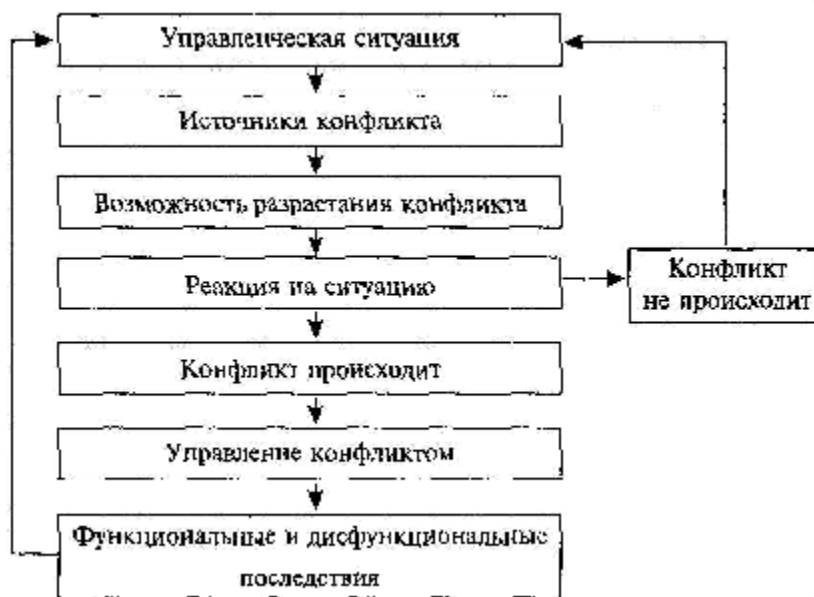 Управленческая ситуация
Источники конфликта
Возможность разрастания конфликта
Реакция на ситуацию
Конфликт
не происходит
Конфликт происходит
Управление конфликтом
Функциональные и дисфункциональные
последствия